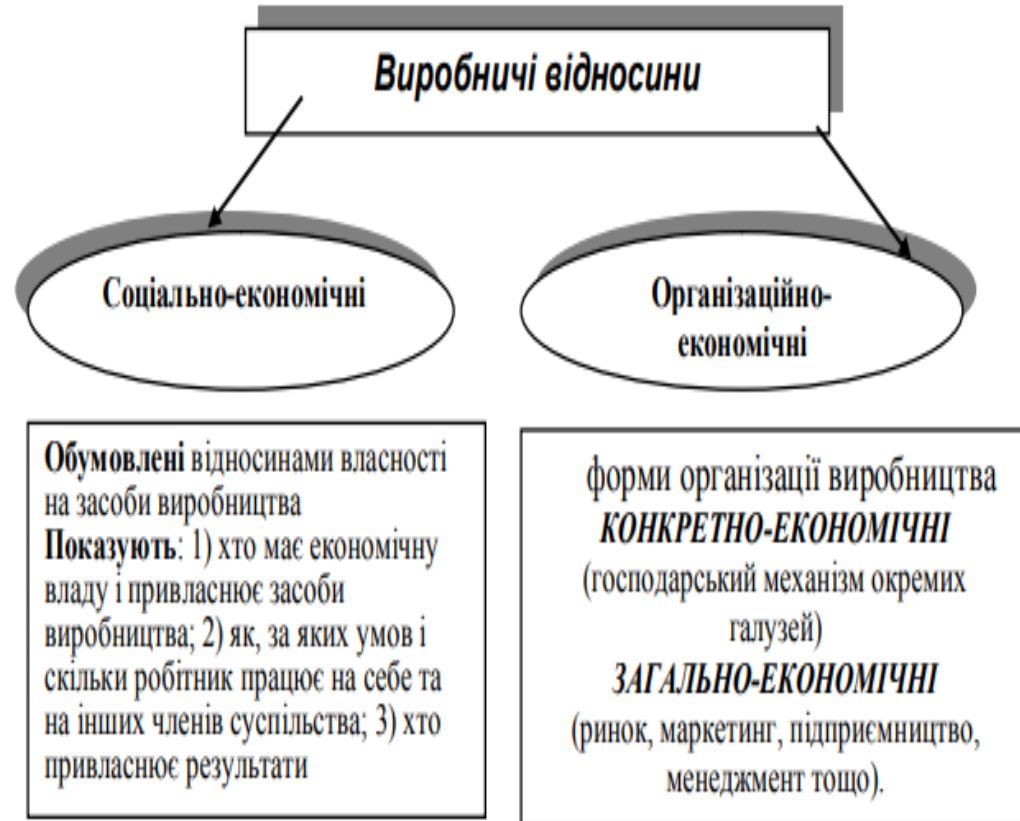 Виробничі відносини
Соціально-економічні
Організаційно-
економічні
Обумовлені відносинами власності
на засоби виробництва
Показують: 1) хто має економічну
владу і привласнює засоби
виробництва; 2) як, за яких умов і
скільки робітник працює на себе та
на інших членів суспільства; 3) хто
привласнює результати
форми організації виробництва
КОНКРЕТНО-ЕКОНОМІЧНІ
(господарський механізм окремих
галузей)
ЗАГАЛЬНО-ЕКОНОМІЧНІ
(ринок, маркетинг, підприємництво,
менеджмент тощо).